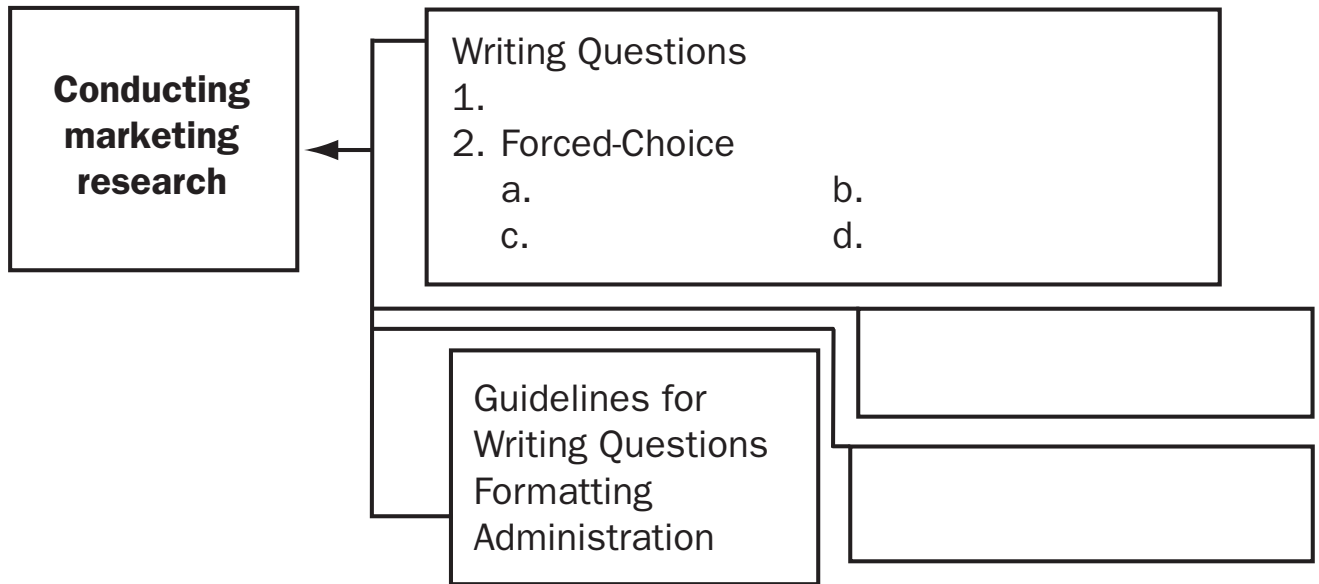 Conducting
marketing
research
Writing Questions
1.
2. Forced-Choice
a. b.
c. d.
Guidelines for
Writing Questions
Formatting
Administration